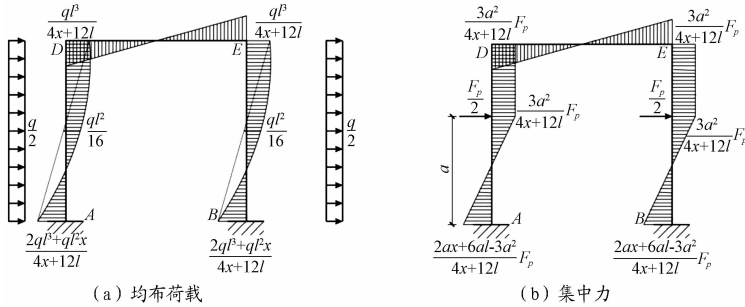 ql³/(4x+12l)
ql³/(4x+12l)
D
E
q/2
ql²/16
ql²/16
q/2
A
B
(2ql³+ql²x)/(4x+12l)
(2ql³+ql²x)/(4x+12l)
(a) 均布荷载
3a²/(4x+12l) Fp
3a²/(4x+12l) Fp
D
E
Fp/2
Fp/2
3a²/(4x+12l) Fp
3a²/(4x+12l) Fp
a
A
B
(2ax+6al-3a²)/(4x+12l) Fp
(2ax+6al-3a²)/(4x+12l) Fp
(b) 集中力